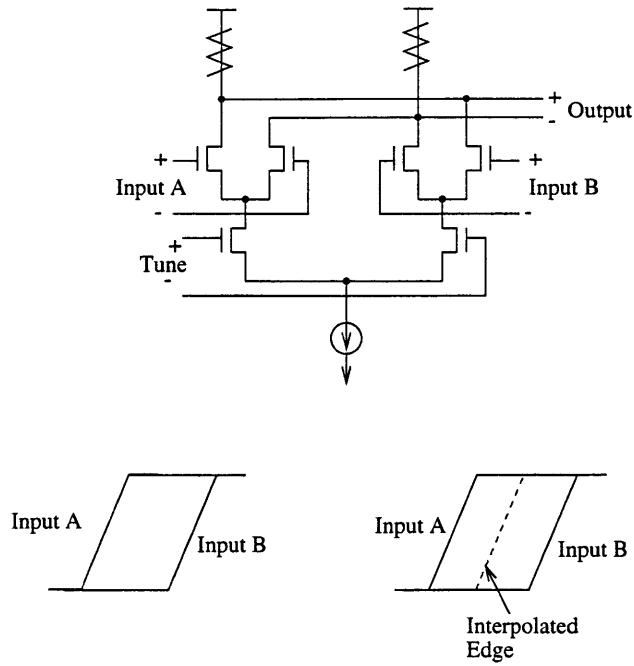 +
Output
-
+
Input A
-
+
Input B
-
+
Tune
-
Input A
Input B
Input A
Input B
Interpolated
Edge